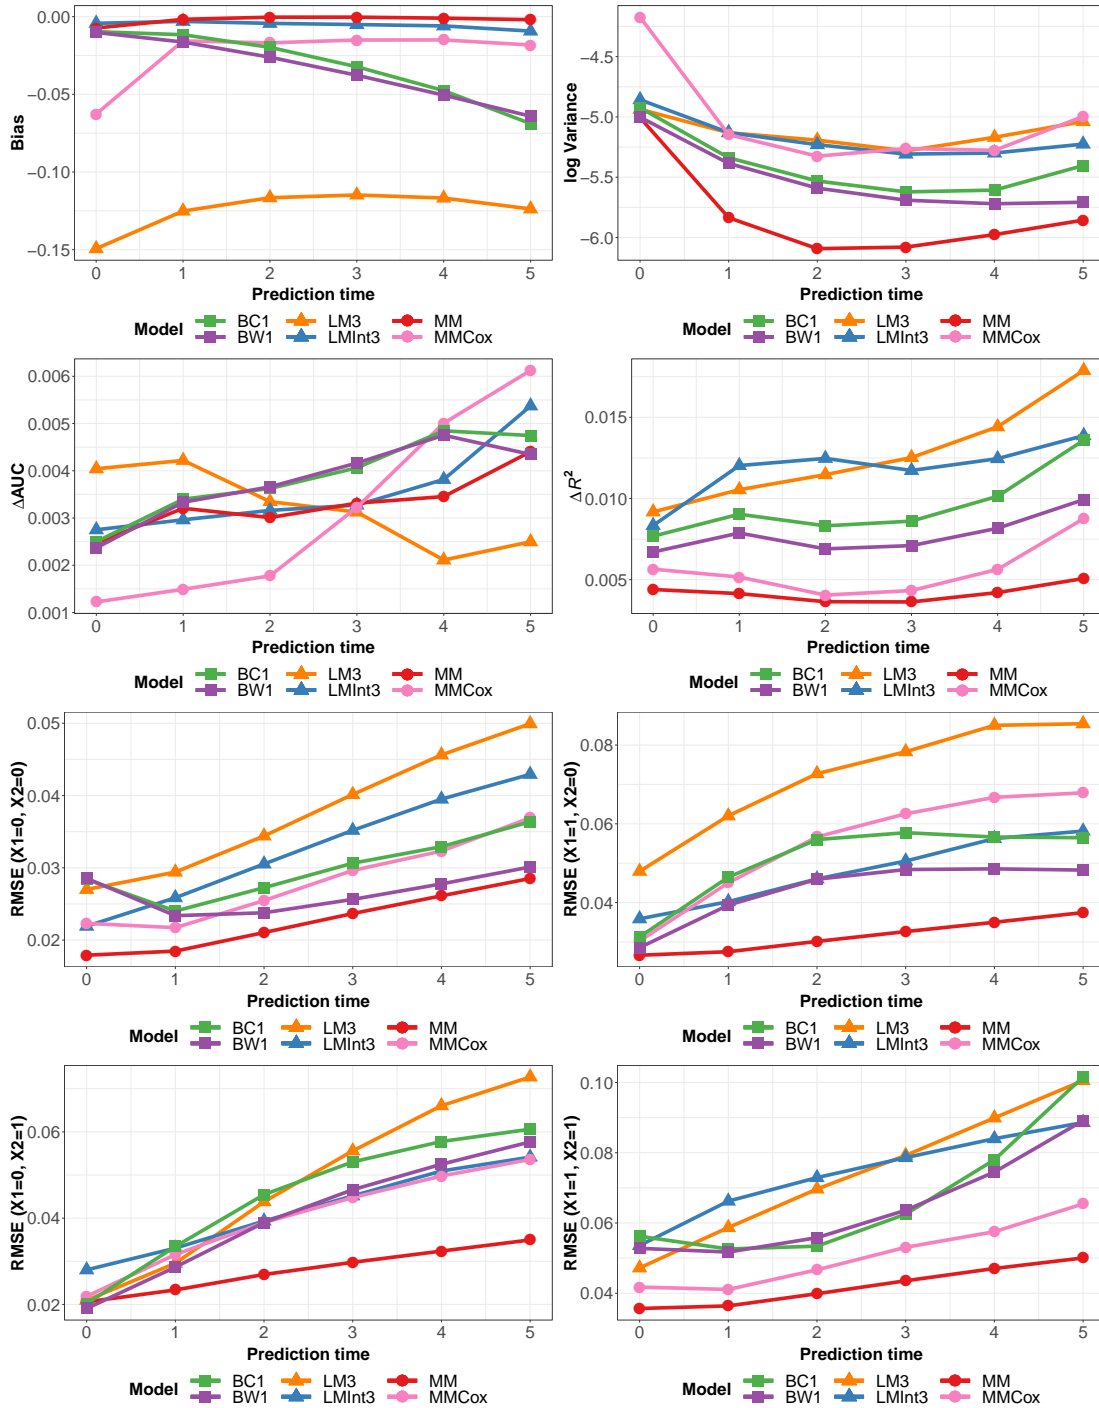 0.00
−0.05
−0.10
−0.15
Bias
0 1 2 3 4 5
Prediction time
Model BC1 LM3 MM
BW1 LMInt3 MMCox
−4.5
−5.0
−5.5
−6.0
log Variance
0 1 2 3 4 5
Prediction time
Model BC1 LM3 MM
BW1 LMInt3 MMCox
0.006
0.005
0.004
0.003
0.002
0.001
ΔAUC
0 1 2 3 4 5
Prediction time
Model BC1 LM3 MM
BW1 LMInt3 MMCox
0.015
0.010
0.005
ΔR²
0 1 2 3 4 5
Prediction time
Model BC1 LM3 MM
BW1 LMInt3 MMCox
0.05
0.04
0.03
0.02
RMSE (X1=0, X2=0)
0 1 2 3 4 5
Prediction time
Model BC1 LM3 MM
BW1 LMInt3 MMCox
0.08
0.06
0.04
RMSE (X1=1, X2=0)
0 1 2 3 4 5
Prediction time
Model BC1 LM3 MM
BW1 LMInt3 MMCox
0.06
0.04
0.02
RMSE (X1=0, X2=1)
0 1 2 3 4 5
Prediction time
Model BC1 LM3 MM
BW1 LMInt3 MMCox
0.10
0.08
0.06
0.04
RMSE (X1=1, X2=1)
0 1 2 3 4 5
Prediction time
Model BC1 LM3 MM
BW1 LMInt3 MMCox